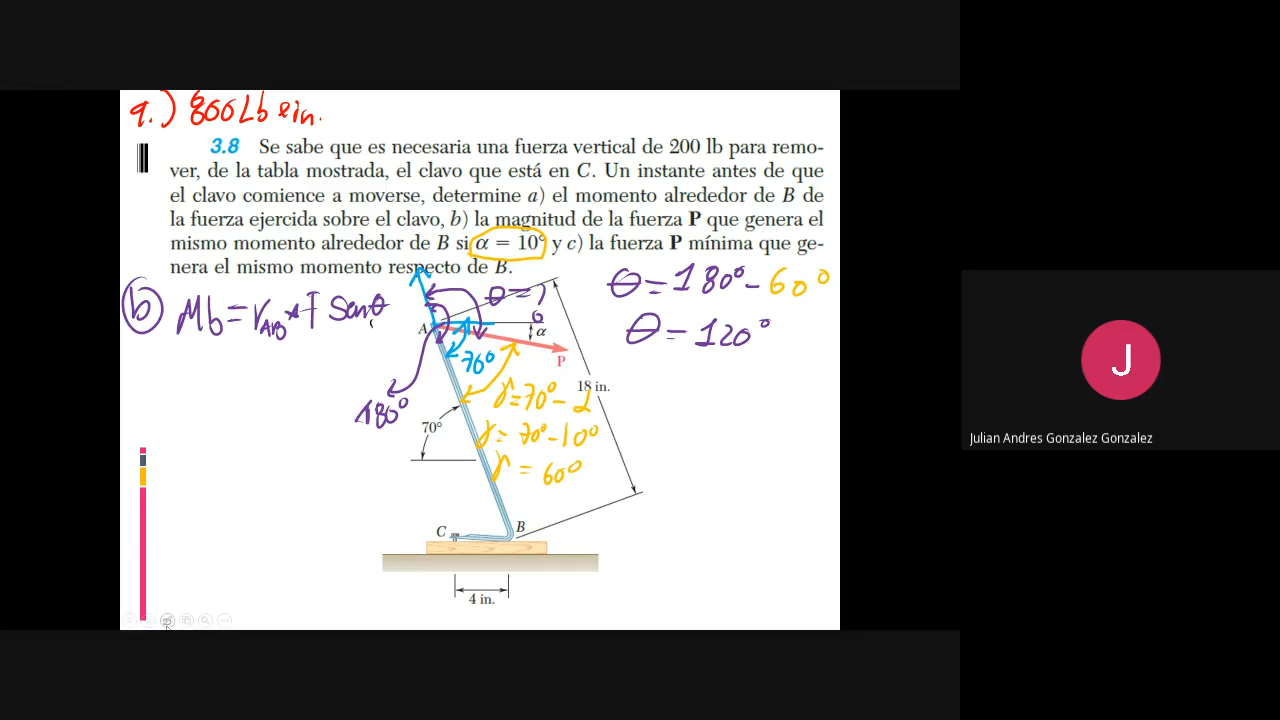 a.) 800 Lb in.
3.8 Se sabe que es necesaria una fuerza vertical de 200 lb para remo-
ver, de la tabla mostrada, el clavo que está en C. Un instante antes de que
el clavo comience a moverse, determine a) el momento alrededor de B de
la fuerza ejercida sobre el clavo, b) la magnitud de la fuerza P que genera el
mismo momento alrededor de B si α = 10° y c) la fuerza P mínima que ge-
nera el mismo momento respecto de B.
b Mb = rAB * F Senθ
θ = ?
θ = 180° - 60°
θ = 120°
A
α
P
70°
180°
18 in.
γ = 70° - α
γ = 70° - 10°
γ = 60°
70°
C
B
4 in.
J
Julian Andres Gonzalez Gonzalez